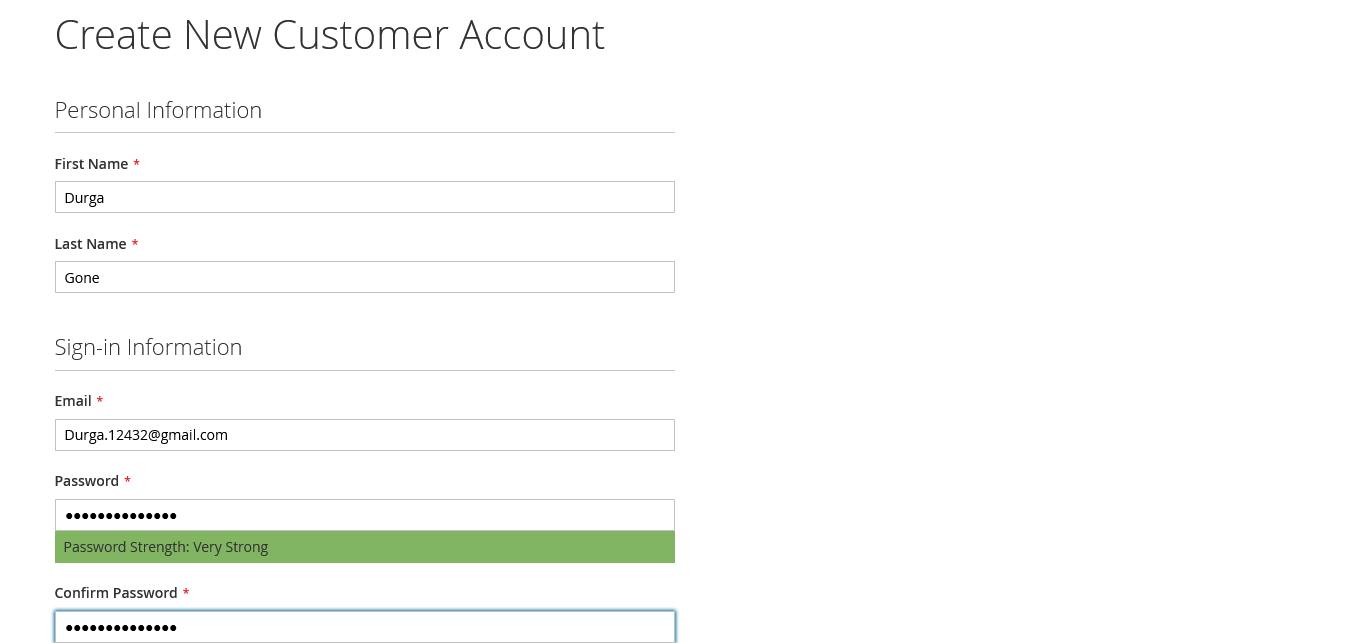 Create New Customer Account
Personal Information
First Name *
Durga
Last Name *
Gone
Sign-in Information
Email *
Durga.12432@gmail.com
Password *
••••••••••••••
Password Strength: Very Strong
Confirm Password *
••••••••••••••